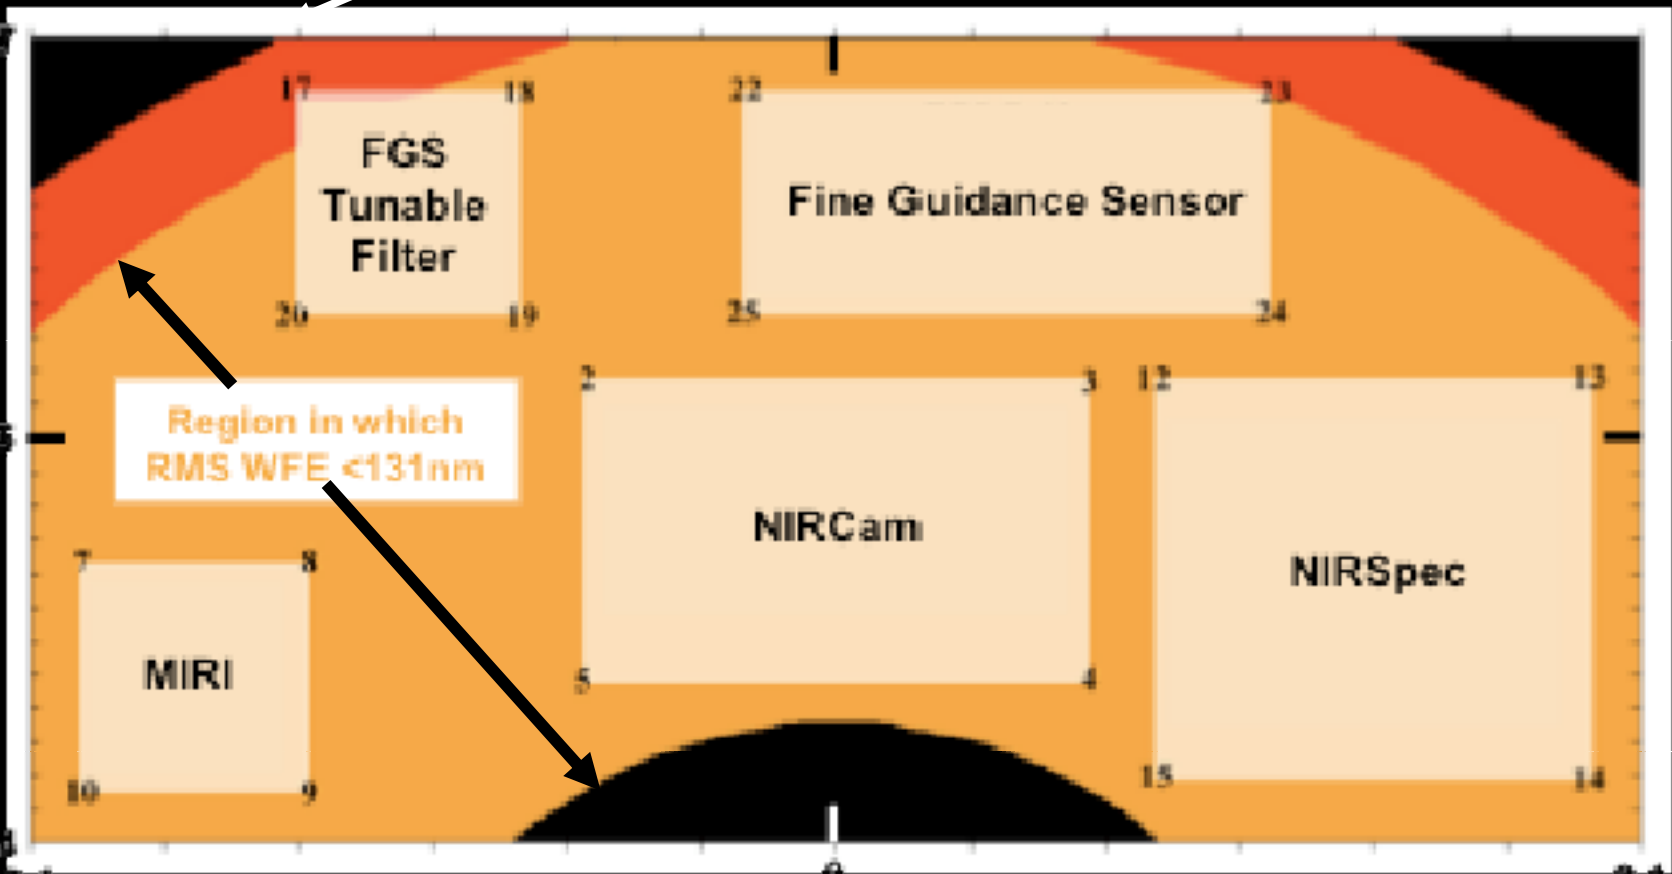 17 18 22 23
FGS
Tunable
Filter
Fine Guidance Sensor
20 19 25 24
2 3 12 13
Region in which
RMS WFE <131nm
NIRCam
NIRSpec
7 8
MIRI
5 4
15 14
10 9